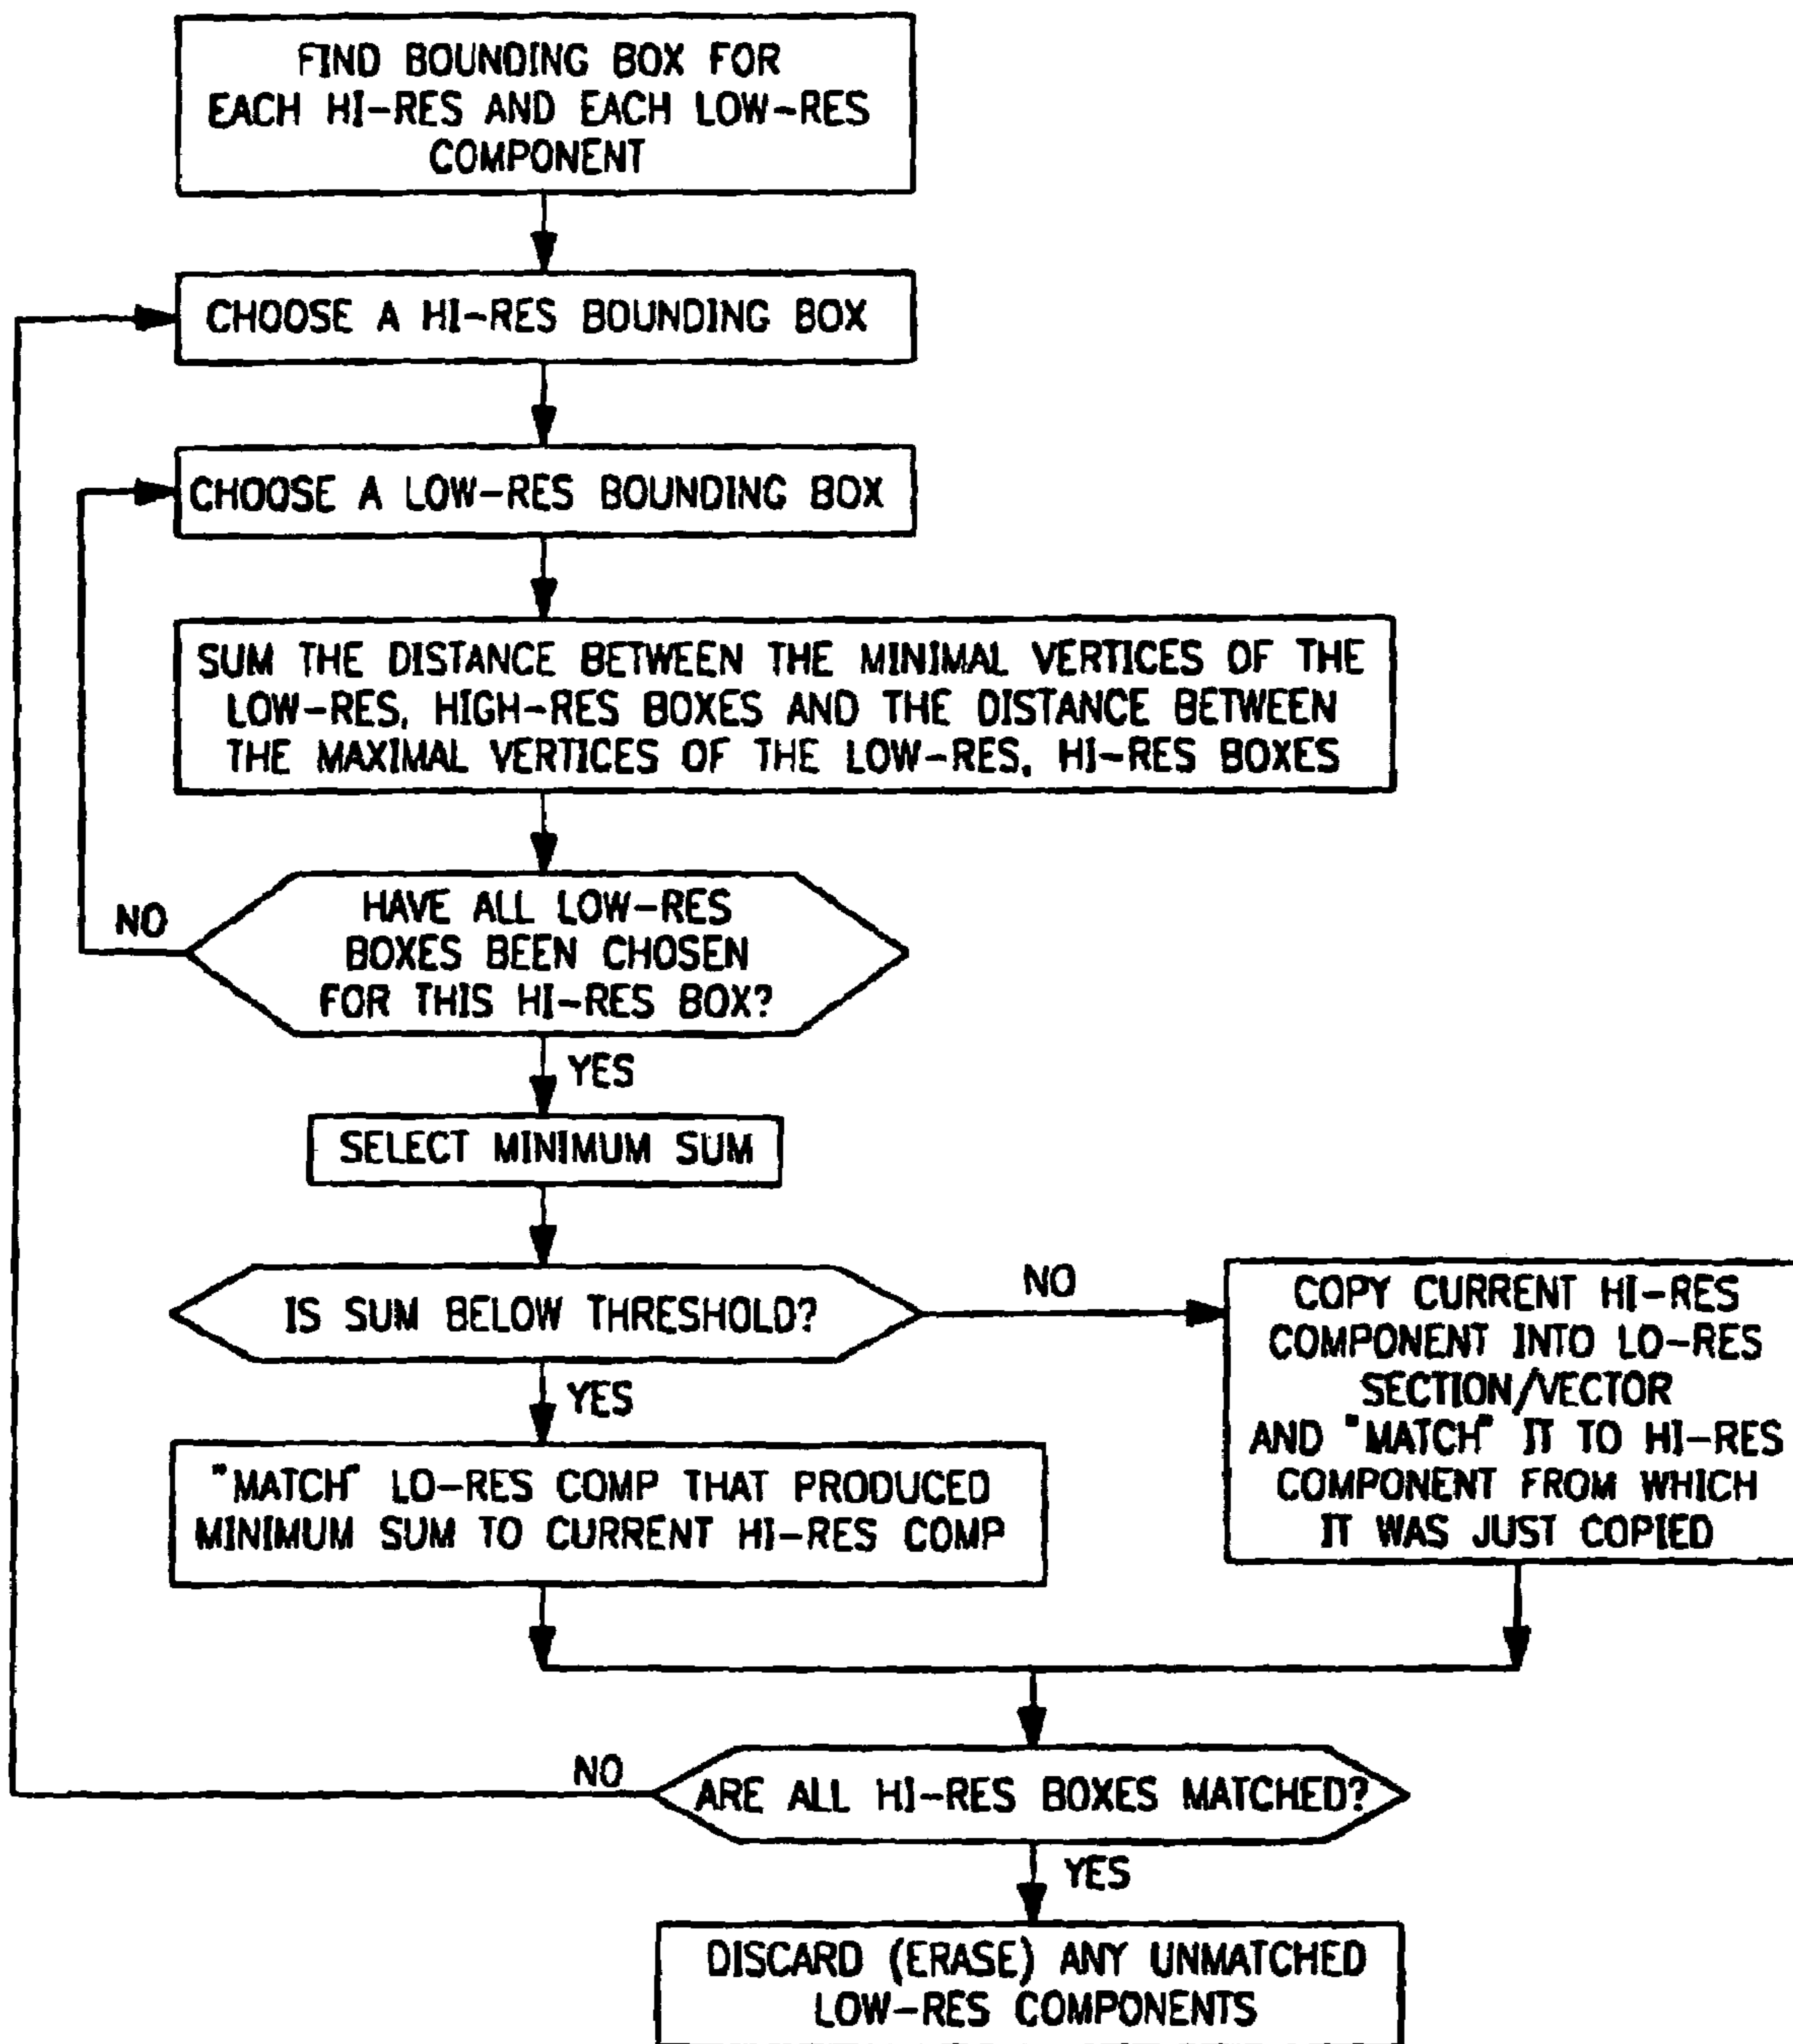 FIND BOUNDING BOX FOR
EACH HI-RES AND EACH LOW-RES
COMPONENT
CHOOSE A HI-RES BOUNDING BOX
CHOOSE A LOW-RES BOUNDING BOX
SUM THE DISTANCE BETWEEN THE MINIMAL VERTICES OF THE
LOW-RES, HIGH-RES BOXES AND THE DISTANCE BETWEEN
THE MAXIMAL VERTICES OF THE LOW-RES, HI-RES BOXES
NO
HAVE ALL LOW-RES
BOXES BEEN CHOSEN
FOR THIS HI-RES BOX?
YES
SELECT MINIMUM SUM
IS SUM BELOW THRESHOLD?
NO
YES
"MATCH" LO-RES COMP THAT PRODUCED
MINIMUM SUM TO CURRENT HI-RES COMP
COPY CURRENT HI-RES
COMPONENT INTO LO-RES
SECTION/VECTOR
AND "MATCH" IT TO HI-RES
COMPONENT FROM WHICH
IT WAS JUST COPIED
NO
ARE ALL HI-RES BOXES MATCHED?
YES
DISCARD (ERASE) ANY UNMATCHED
LOW-RES COMPONENTS